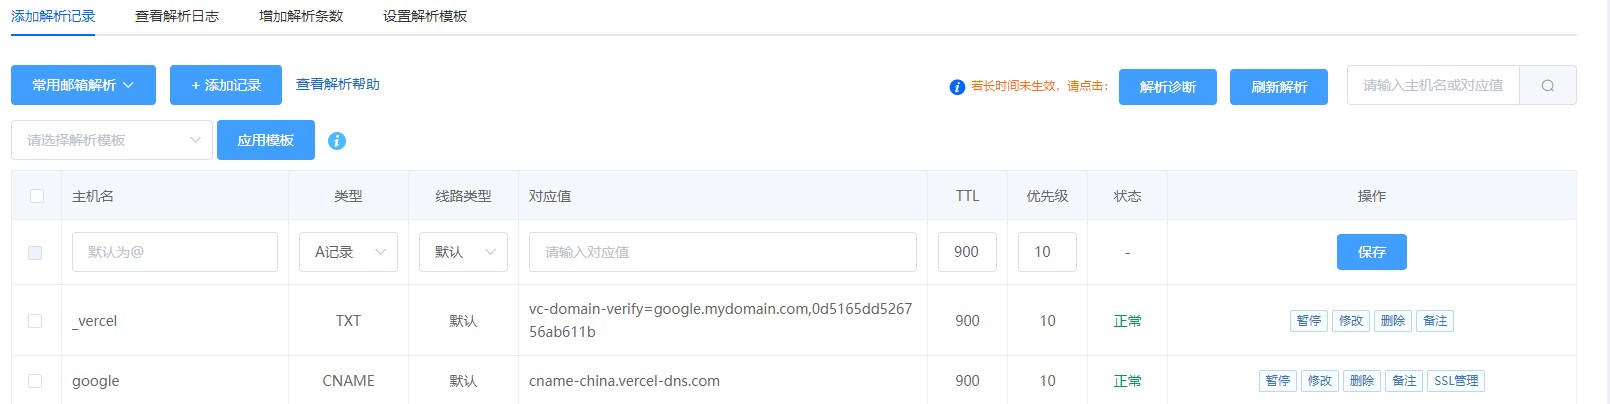 添加解析记录 查看解析日志 增加解析条数 设置解析模板
常用邮箱解析 + 添加记录 查看解析帮助 若长时间未生效，请点击： 解析诊断 刷新解析 请输入主机名或对应值
请选择解析模板 应用模板
主机名 类型 线路类型 对应值 TTL 优先级 状态 操作
默认为@ A记录 默认 请输入对应值 900 10 - 保存
_vercel TXT 默认 vc-domain-verify=google.mydomain.com,0d5165dd5267
56ab611b 900 10 正常 暂停 修改 删除 备注
google CNAME 默认 cname-china.vercel-dns.com 900 10 正常 暂停 修改 删除 备注 SSL管理